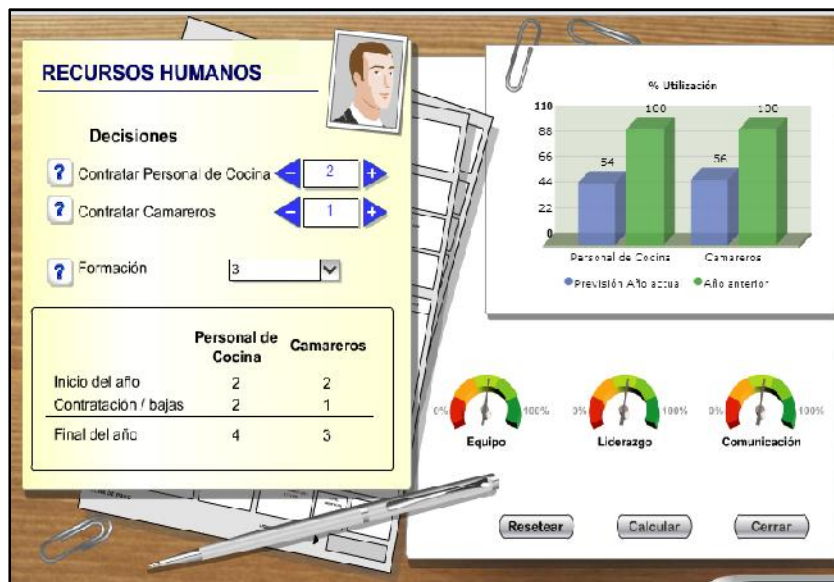 RECURSOS HUMANOS
Decisiones
? Contratar Personal de Cocina - 2 +
? Contratar Camareros - 1 +
? Formación 3
Personal de Cocina Camareros
Inicio del año 2 2
Contratación / bajas 2 1
Final del año 4 3
% Utilización
110
88
66
44
22
0
54 100 56 100
Personal de Cocina Camareros
Previsión Año actual Año anterior
0% 100% 0% 100% 0% 100%
Equipo Liderazgo Comunicación
Resetear Calcular Cerrar